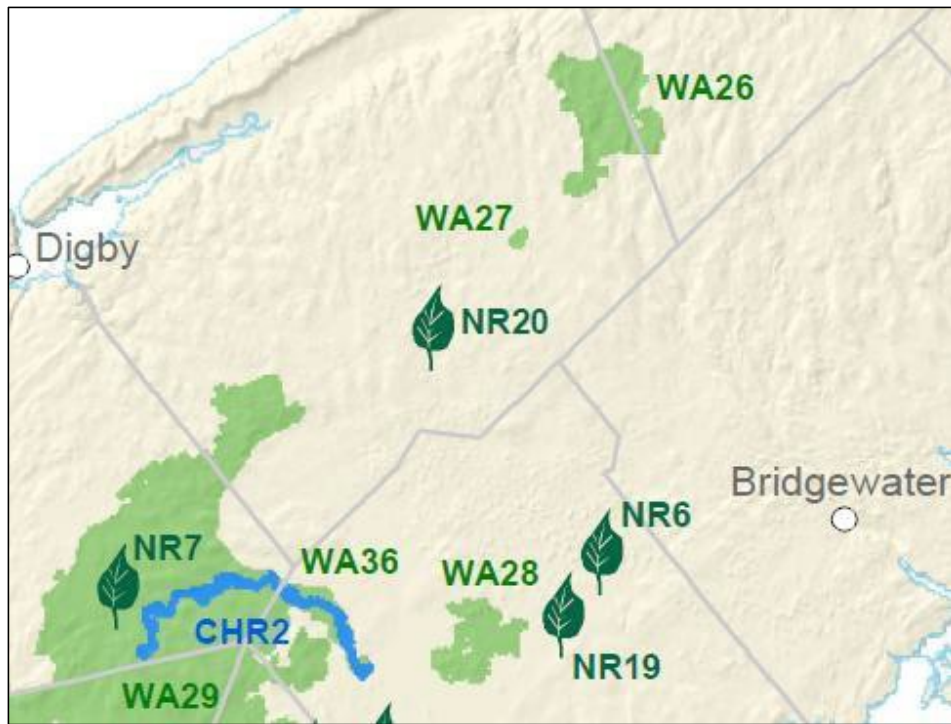 WA26
WA27
Digby
NR20
Bridgewater
NR6
NR7
WA36
WA28
CHR2
NR19
WA29